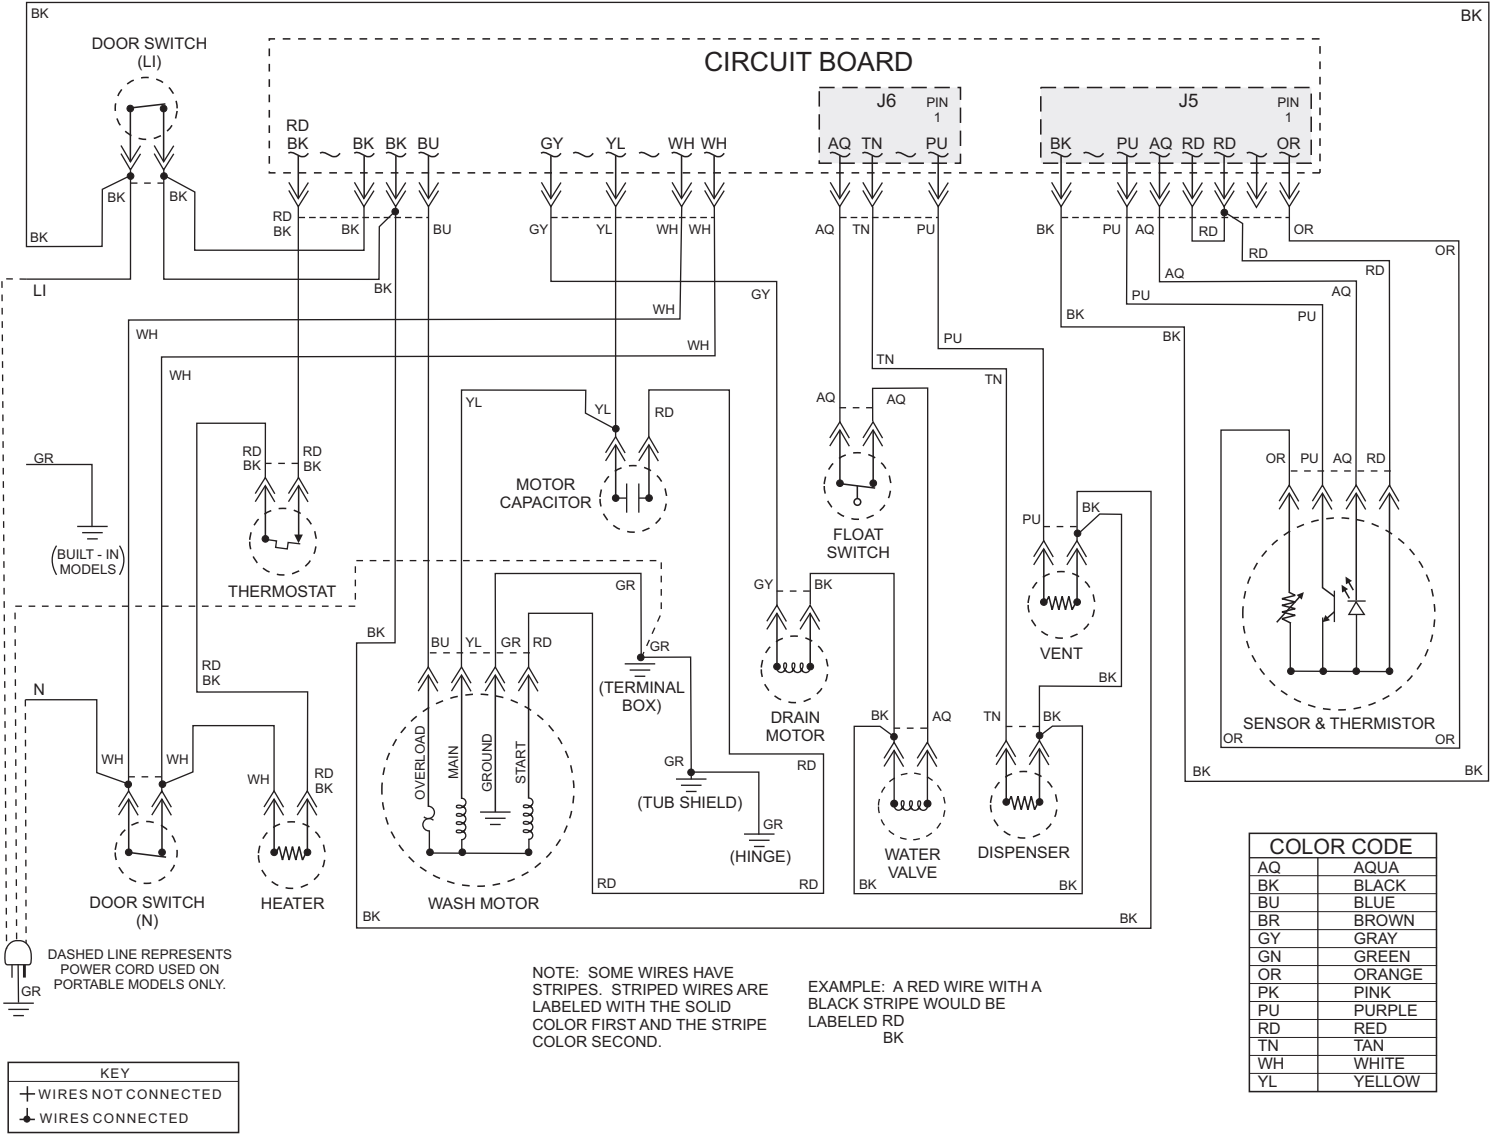 BK
BK
DOOR SWITCH
(LI)
CIRCUIT BOARD
J6
PIN
1
J5
PIN
1
RD
BK
BK BK BU
GY YL WH WH
AQ TN PU
BK PU AQ RD RD OR
BK BK
RD
BK
BK BU
GY YL WH WH
AQ TN PU
BK PU AQ RD OR
BK
OR
RD
RD
AQ
AQ
LI
BK
GY
PU
PU
WH
BK
WH
BK
PU
WH
WH
TN
TN
YL
YL RD
AQ AQ
GR
RD
BK
RD
BK
OR PU AQ RD
MOTOR
CAPACITOR
BK
PU
FLOAT
SWITCH
(BUILT - IN
MODELS)
THERMOSTAT
GR
GY BK
BK
BU YL GR RD
GR
VENT
RD
BK
BK
N
(TERMINAL
BOX)
DRAIN
MOTOR
BK AQ
TN BK
SENSOR & THERMISTOR
OR OR
OVERLOAD
MAIN
GROUND
START
WH WH
WH
RD
BK
GR
RD
BK BK
(TUB SHIELD)
GR
(HINGE)
WATER
VALVE
DISPENSER
RD RD
BK BK
DOOR SWITCH
(N)
HEATER
WASH MOTOR
BK BK
DASHED LINE REPRESENTS
POWER CORD USED ON
PORTABLE MODELS ONLY.
GR
NOTE: SOME WIRES HAVE
STRIPES. STRIPED WIRES ARE
LABELED WITH THE SOLID
COLOR FIRST AND THE STRIPE
COLOR SECOND.
EXAMPLE: A RED WIRE WITH A
BLACK STRIPE WOULD BE
LABELED RD
BK
COLOR CODE
AQ AQUA
BK BLACK
BU BLUE
BR BROWN
GY GRAY
GN GREEN
OR ORANGE
PK PINK
PU PURPLE
RD RED
TN TAN
WH WHITE
YL YELLOW
KEY
WIRES NOT CONNECTED
WIRES CONNECTED